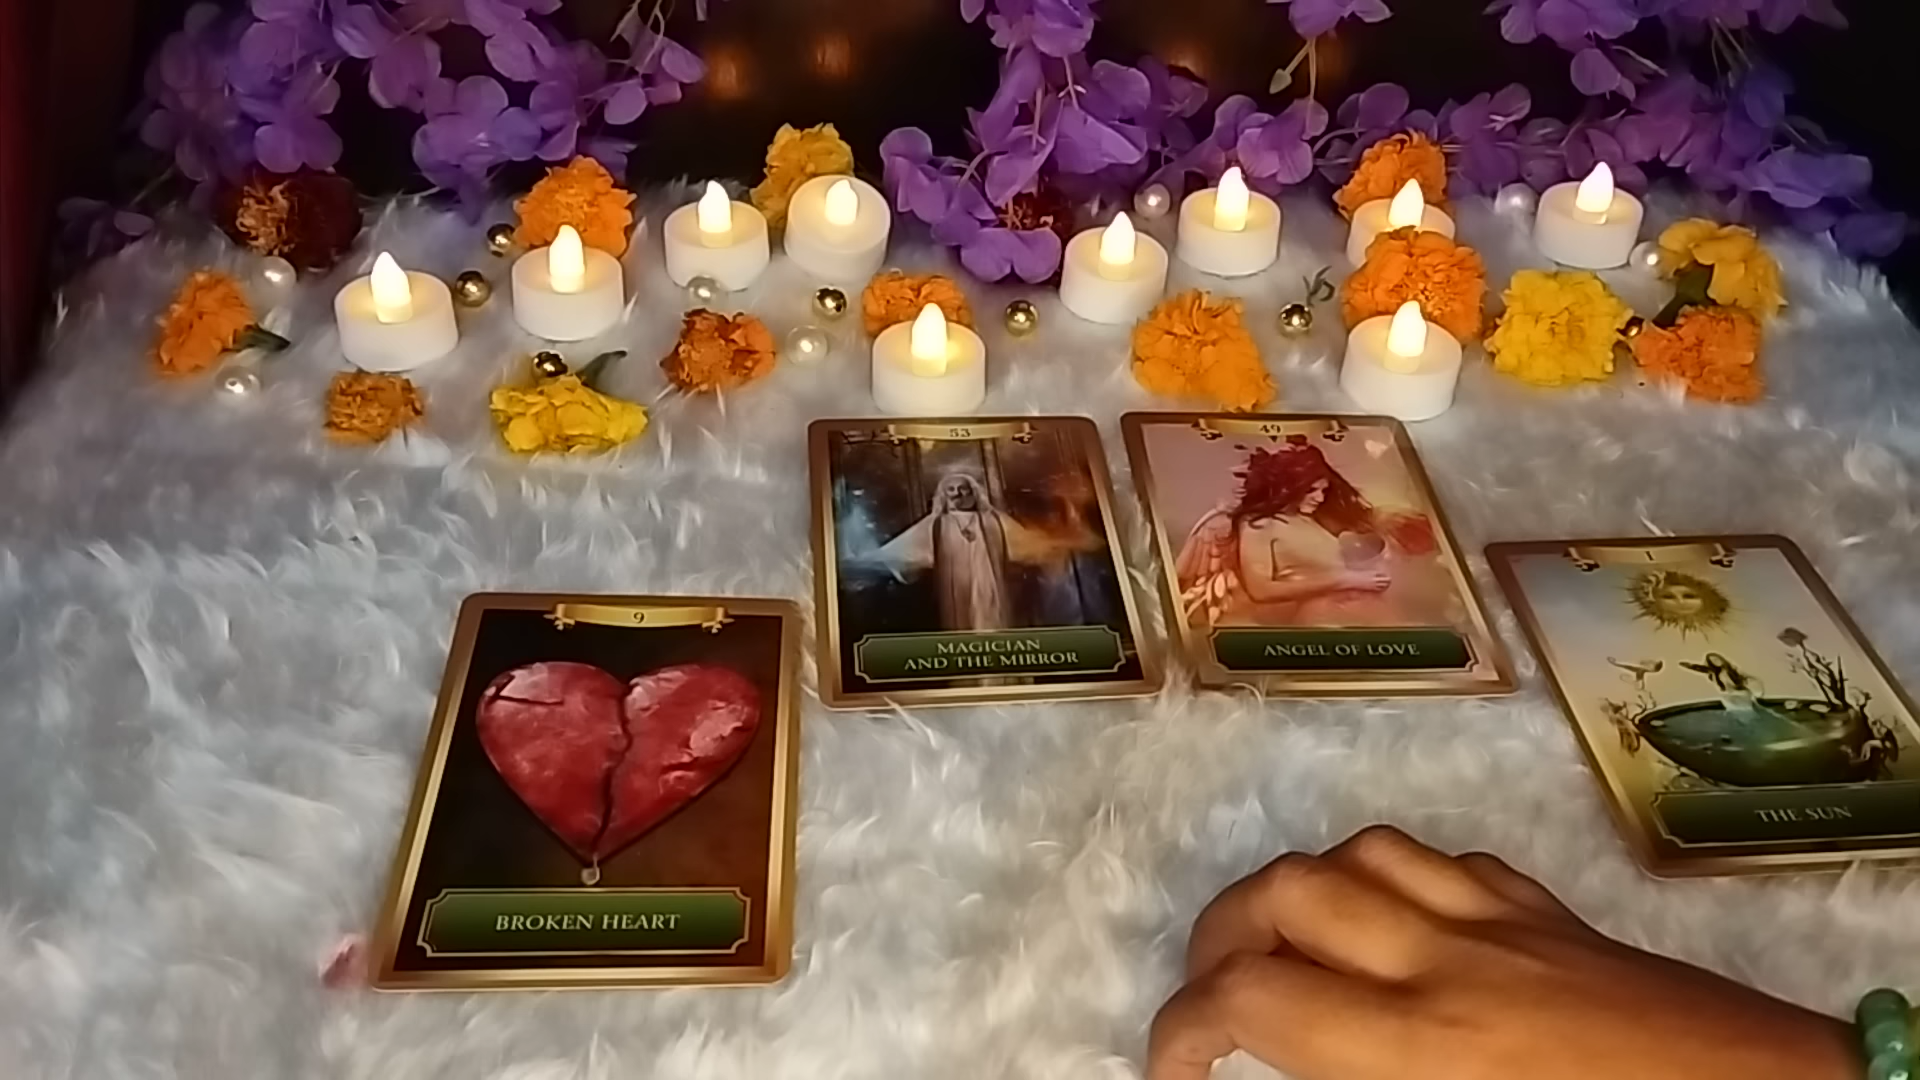 53
MAGICIAN
AND THE MIRROR
49
ANGEL OF LOVE
1
THE SUN
9
BROKEN HEART